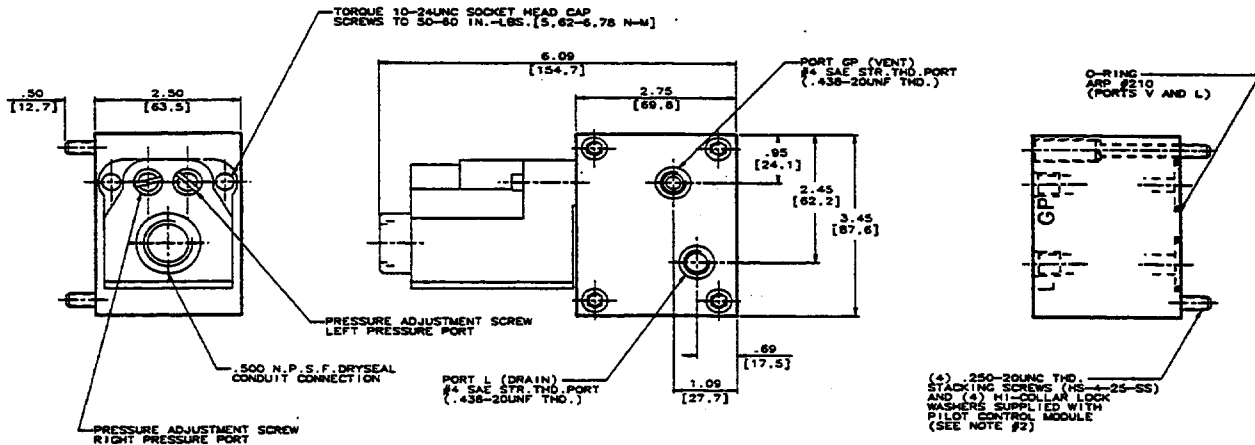 TORQUE 10-24UNC SOCKET HEAD CAP
SCREWS TO 50-60 IN.-LBS.[5.62-6.78 N-M]
.50
[12.7]
2.50
[63.5]
PRESSURE ADJUSTMENT SCREW
LEFT PRESSURE PORT
.500 N.P.S.F.DRYSEAL
CONDUIT CONNECTION
PRESSURE ADJUSTMENT SCREW
RIGHT PRESSURE PORT
6.09
[154.7]
2.75
[69.8]
PORT GP (VENT)
#4 SAE STR.THD.PORT
(.438-20UNF THD.)
.95
[24.1]
2.45
[62.2]
3.45
[87.6]
.69
[17.5]
1.09
[27.7]
PORT L (DRAIN)
#4 SAE STR.THD.PORT
(.438-20UNF THD.)
O-RING
ARP #210
(PORTS V AND L)
GP
L
(4) .250-20UNC THD.
STACKING SCREWS (HS-4-25-SS)
AND (4) HI-COLLAR LOCK
WASHERS SUPPLIED WITH
PILOT CONTROL MODULE
(SEE NOTE #2)